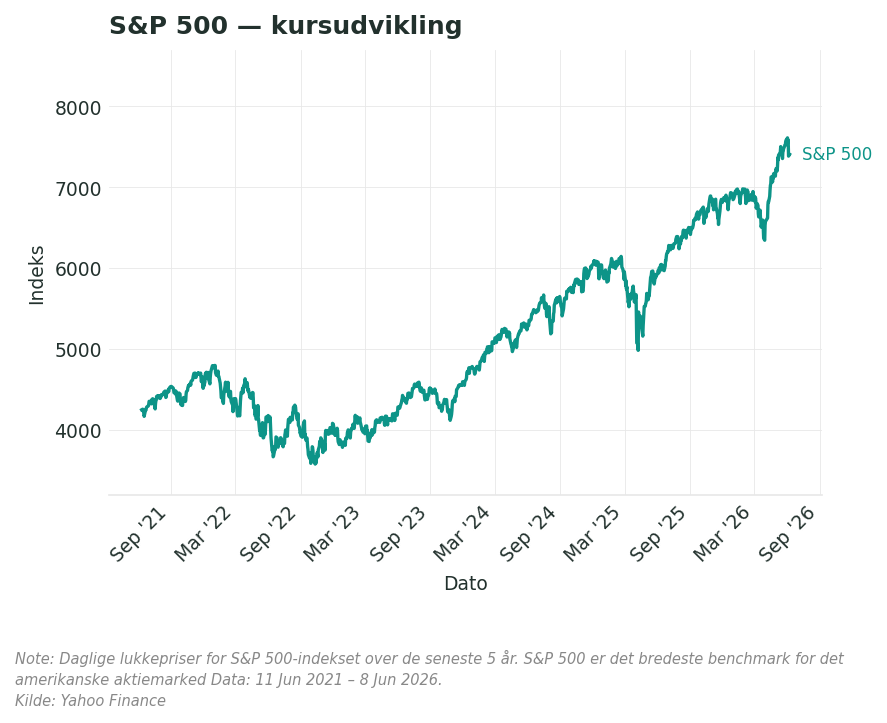 S&P 500 — kursudvikling
8000
7000
6000
5000
4000
Indeks
S&P 500
Sep '21
Mar '22
Sep '22
Mar '23
Sep '23
Mar '24
Sep '24
Mar '25
Sep '25
Mar '26
Sep '26
Dato
Note: Daglige lukkepriser for S&P 500-indekset over de seneste 5 år. S&P 500 er det bredeste benchmark for det
amerikanske aktiemarked Data: 11 Jun 2021 – 8 Jun 2026.
Kilde: Yahoo Finance